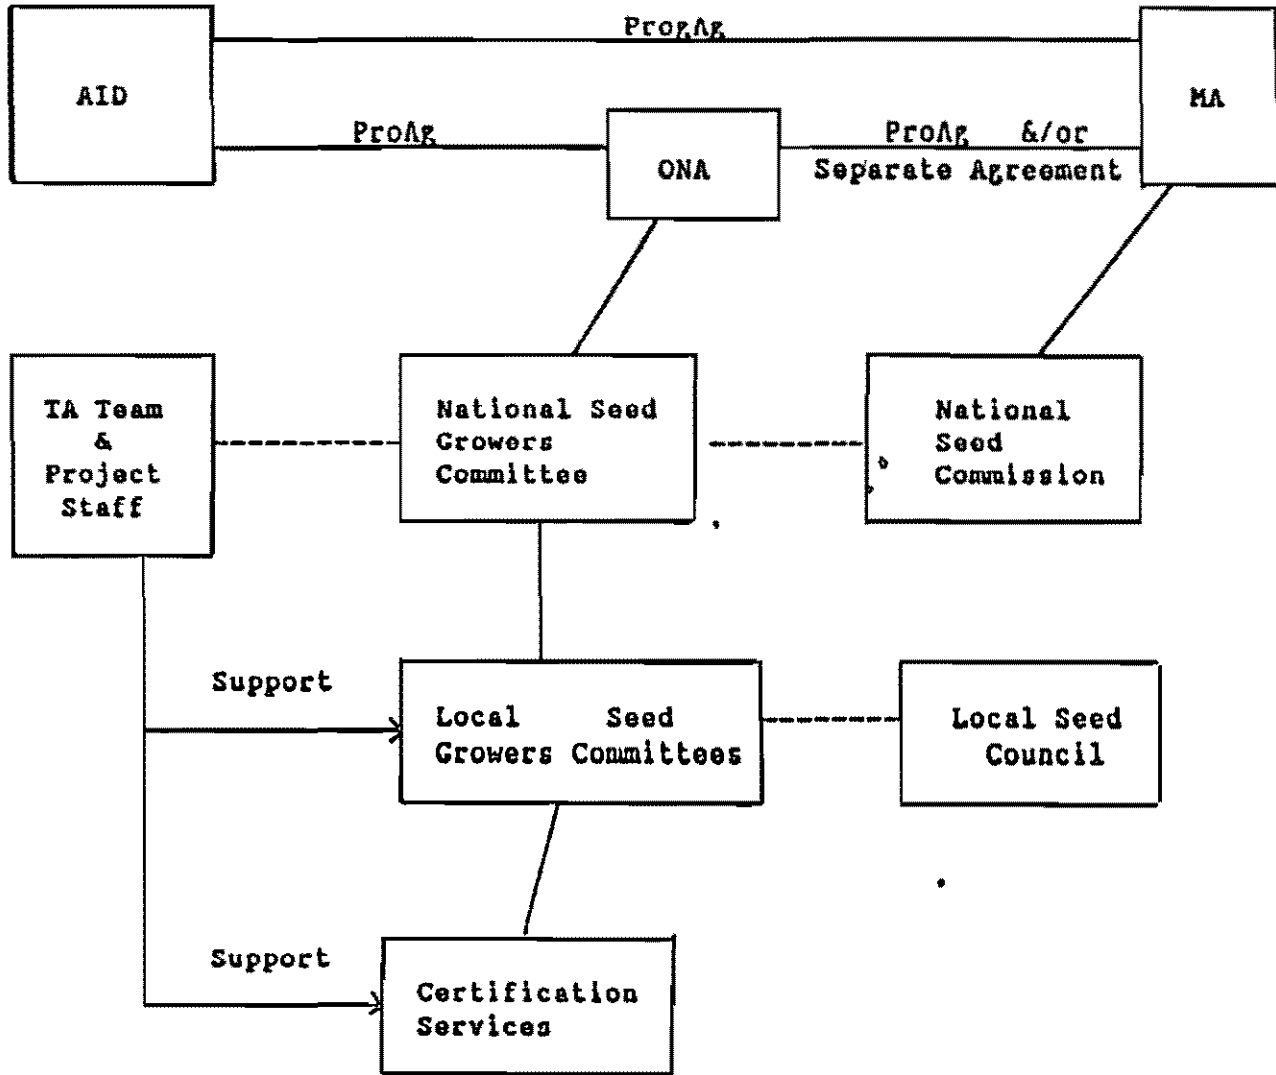 ProgAg
AID
MA
ProAg
ProAg &/or
ONA
Separate Agreement
TA Team
&
Project
Staff
National Seed
Growers
Committee
National
Seed
Commission
Support
Local Seed
Growers Committees
Local Seed
Council
Support
Certification
Services